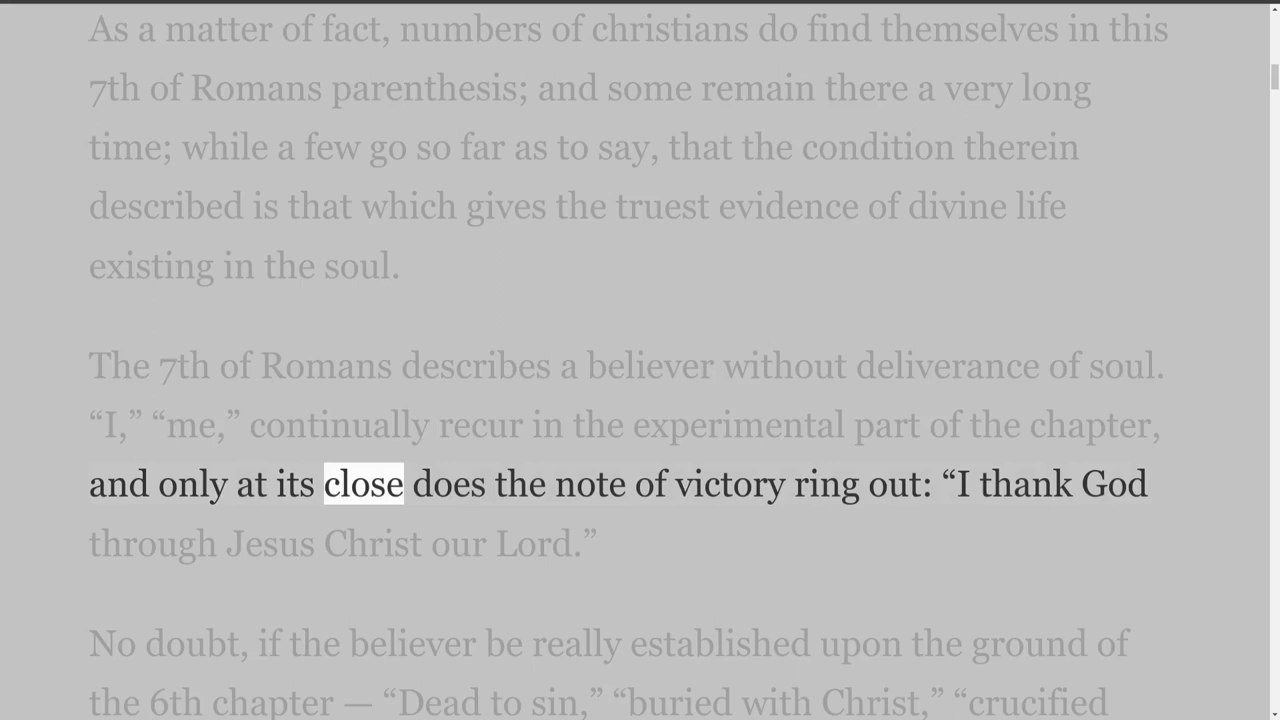 As a matter of fact, numbers of christians do find themselves in this
7th of Romans parenthesis; and some remain there a very long
time; while a few go so far as to say, that the condition therein
described is that which gives the truest evidence of divine life
existing in the soul.
The 7th of Romans describes a believer without deliverance of soul.
“I,” “me,” continually recur in the experimental part of the chapter,
and only at its close does the note of victory ring out: “I thank God
through Jesus Christ our Lord.”
No doubt, if the believer be really established upon the ground of
the 6th chapter — “Dead to sin,” “buried with Christ,” “crucified